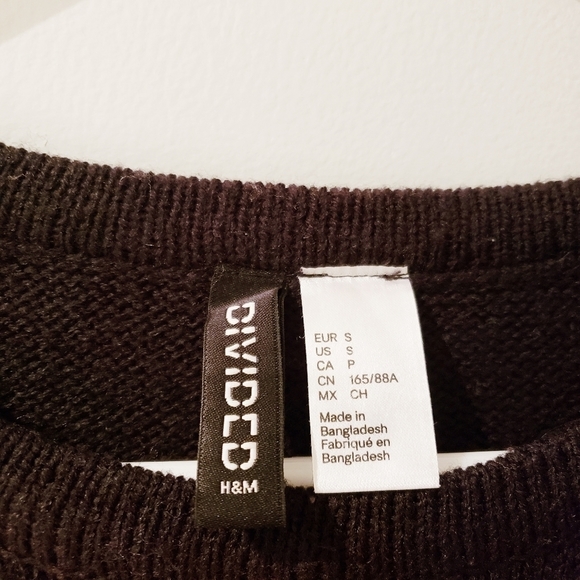 DIVIDED
H&M
EUR S
US S
CA P
CN 165/88A
MX CH
Made in
Bangladesh
Fabriqué en
Bangladesh